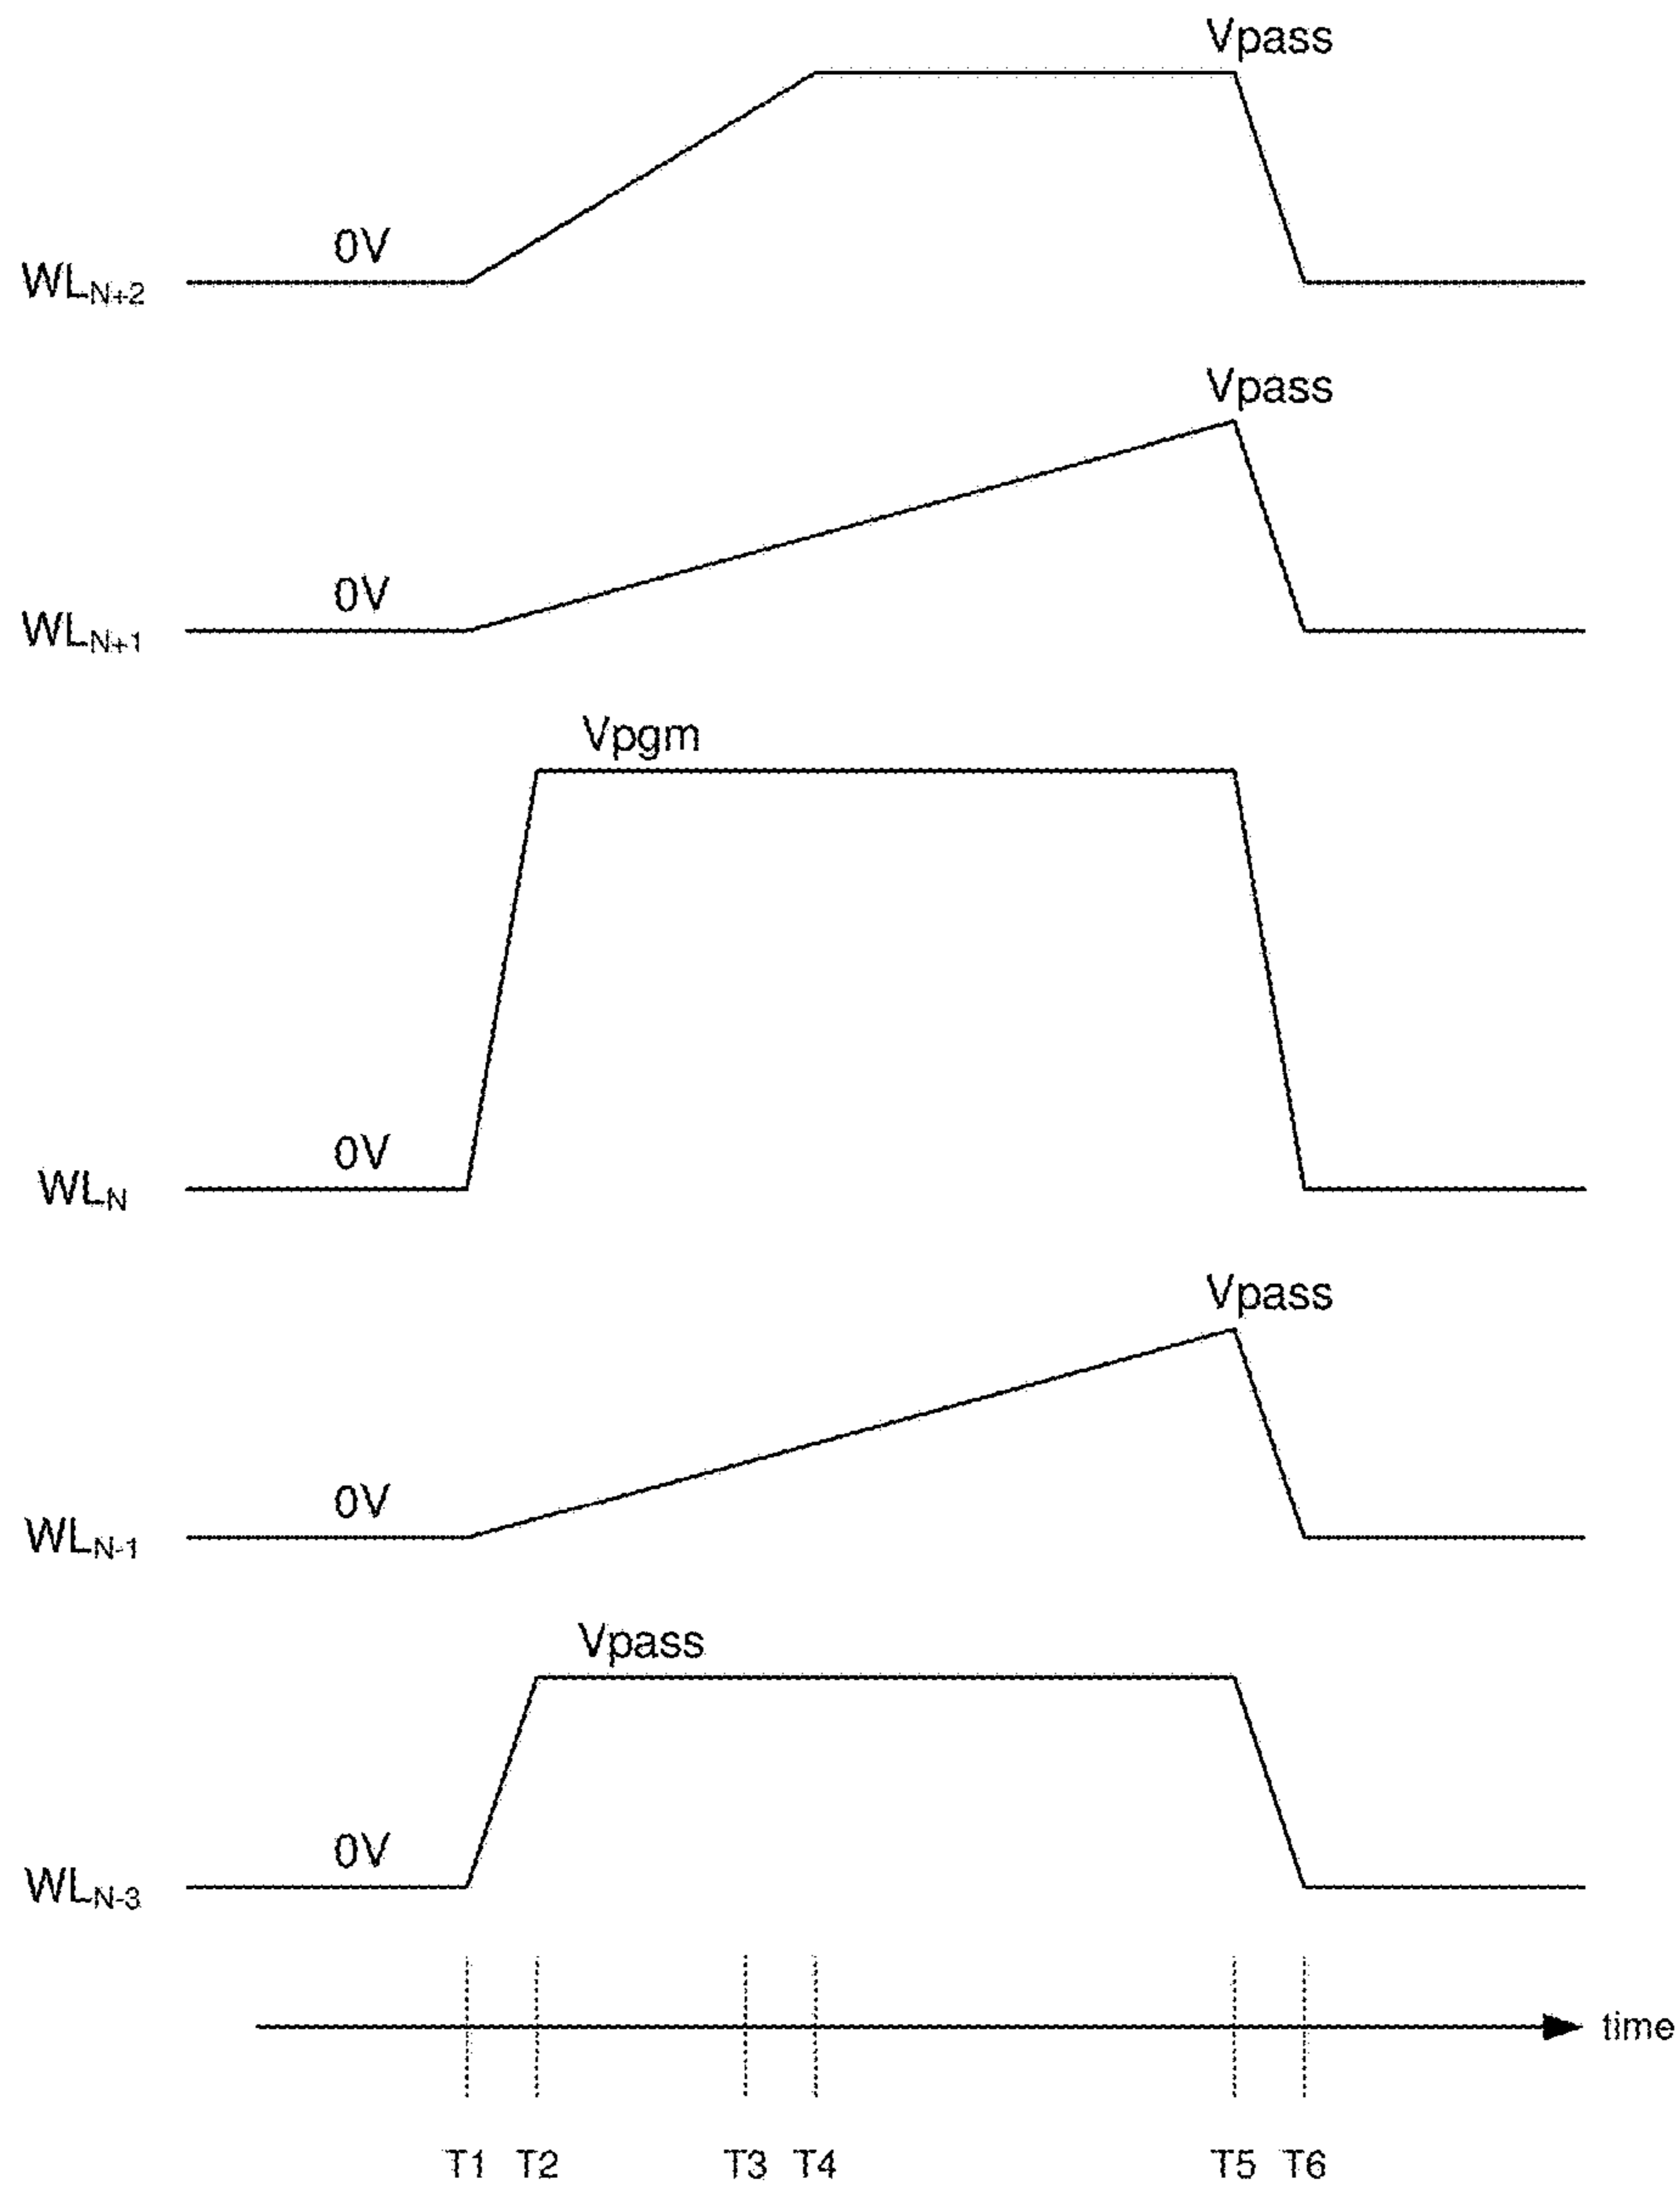 Vpass
0V
WLN+2
Vpass
0V
WLN+1
Vpgm
0V
WLN
Vpass
0V
WLN-1
Vpass
0V
WLN-3
time
T1 T2 T3 T4 T5 T6